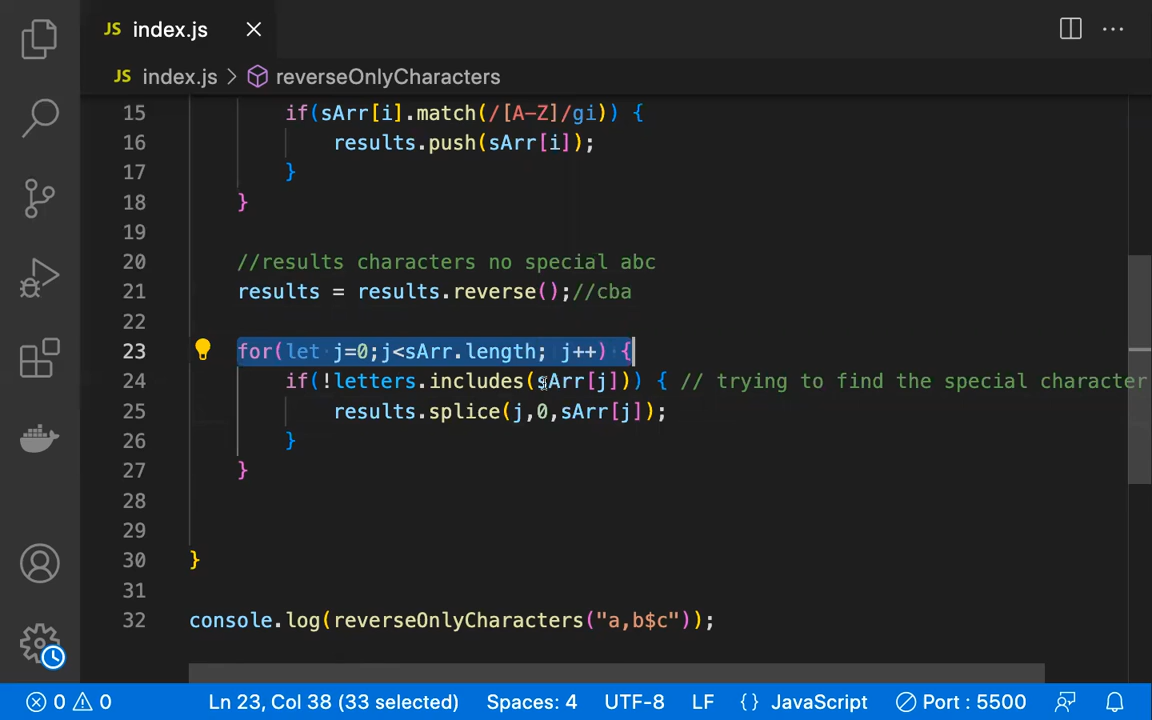 JS index.js
JS index.js > reverseOnlyCharacters
15 if(sArr[i].match(/[A-Z]/gi)) {
16 results.push(sArr[i]);
17 }
18 }
19
20 //results characters no special abc
21 results = results.reverse();//cba
22
23 for(let j=0;j<sArr.length; j++) {
24 if(!letters.includes(sArr[j])) { // trying to find the special character
25 results.splice(j,0,sArr[j]);
26 }
27 }
28
29
30 }
31
32 console.log(reverseOnlyCharacters("a,b$c"));
0 0 Ln 23, Col 38 (33 selected) Spaces: 4 UTF-8 LF {} JavaScript Port : 5500